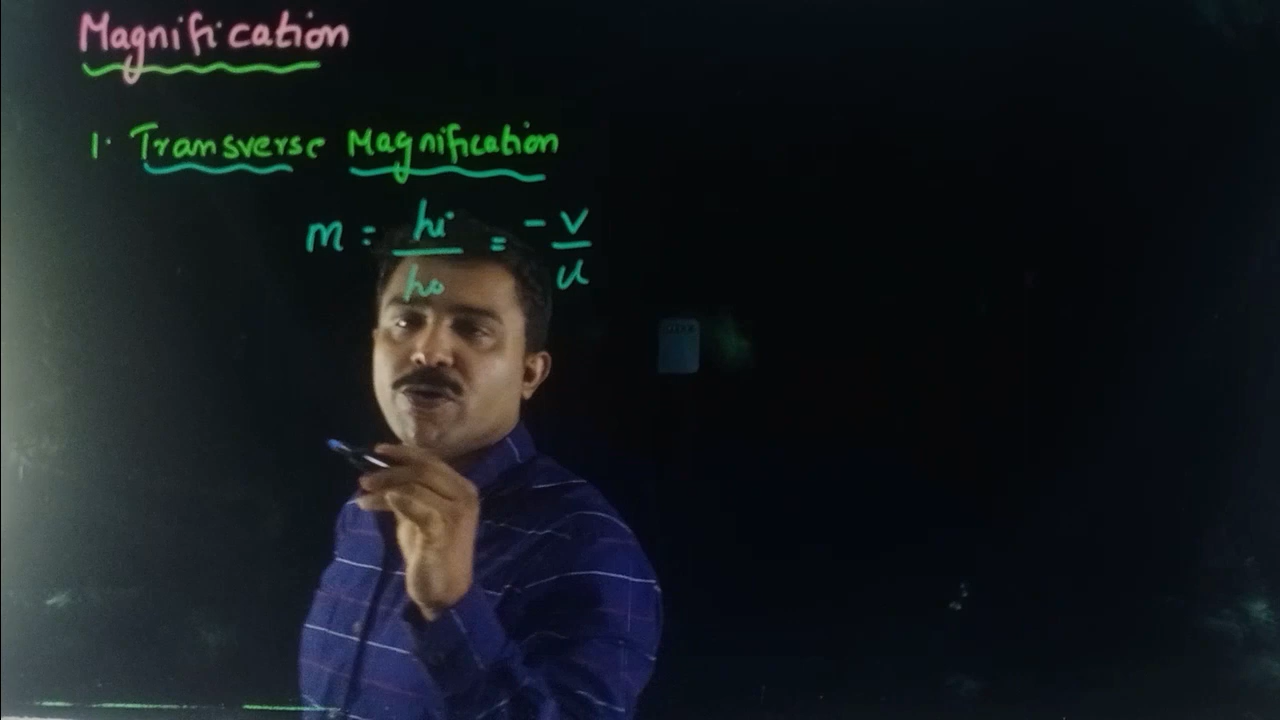 Magnification
1. Transverse Magnification
m = hi/ho = -v/u